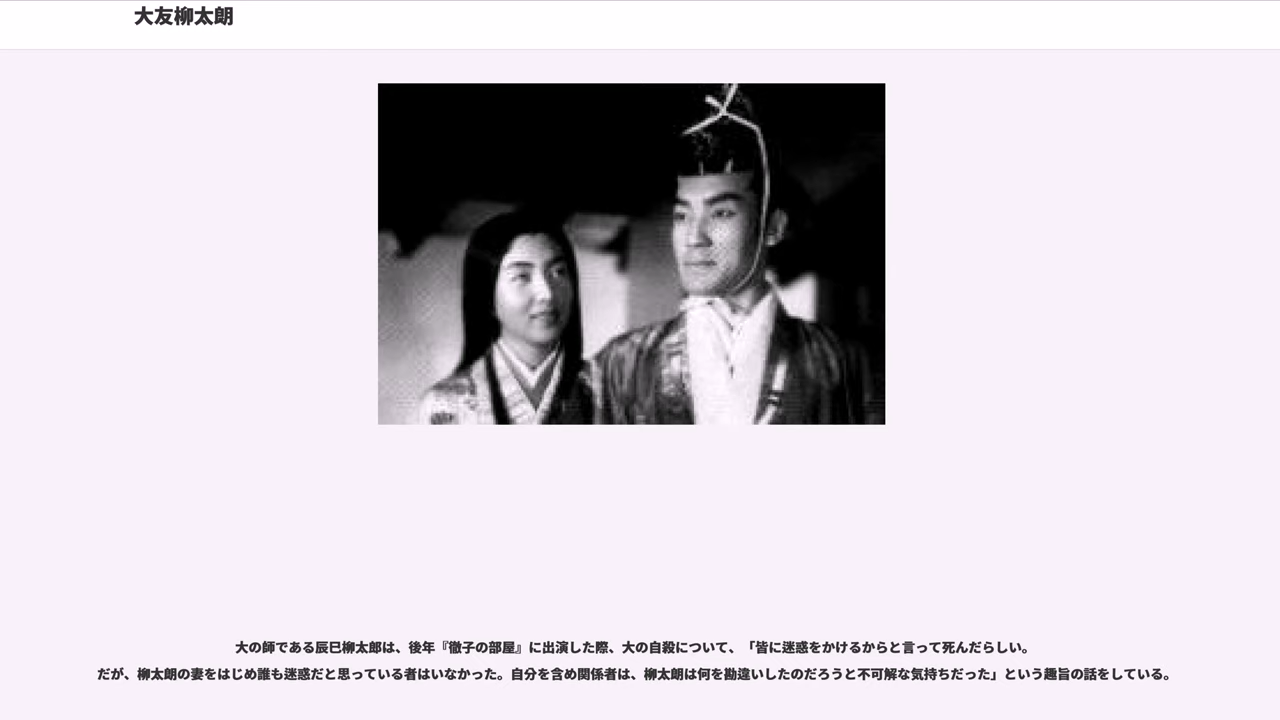 大友柳太朗
大の師である辰巳柳太郎は、後年『徹子の部屋』に出演した際、大の自殺について、「皆に迷惑をかけるからと言って死んだらしい。
だが、柳太朗の妻をはじめ誰も迷惑だと思っている者はいなかった。自分を含め関係者は、柳太朗は何を勘違いしたのだろうと不可解な気持ちだった」という趣旨の話をしている。